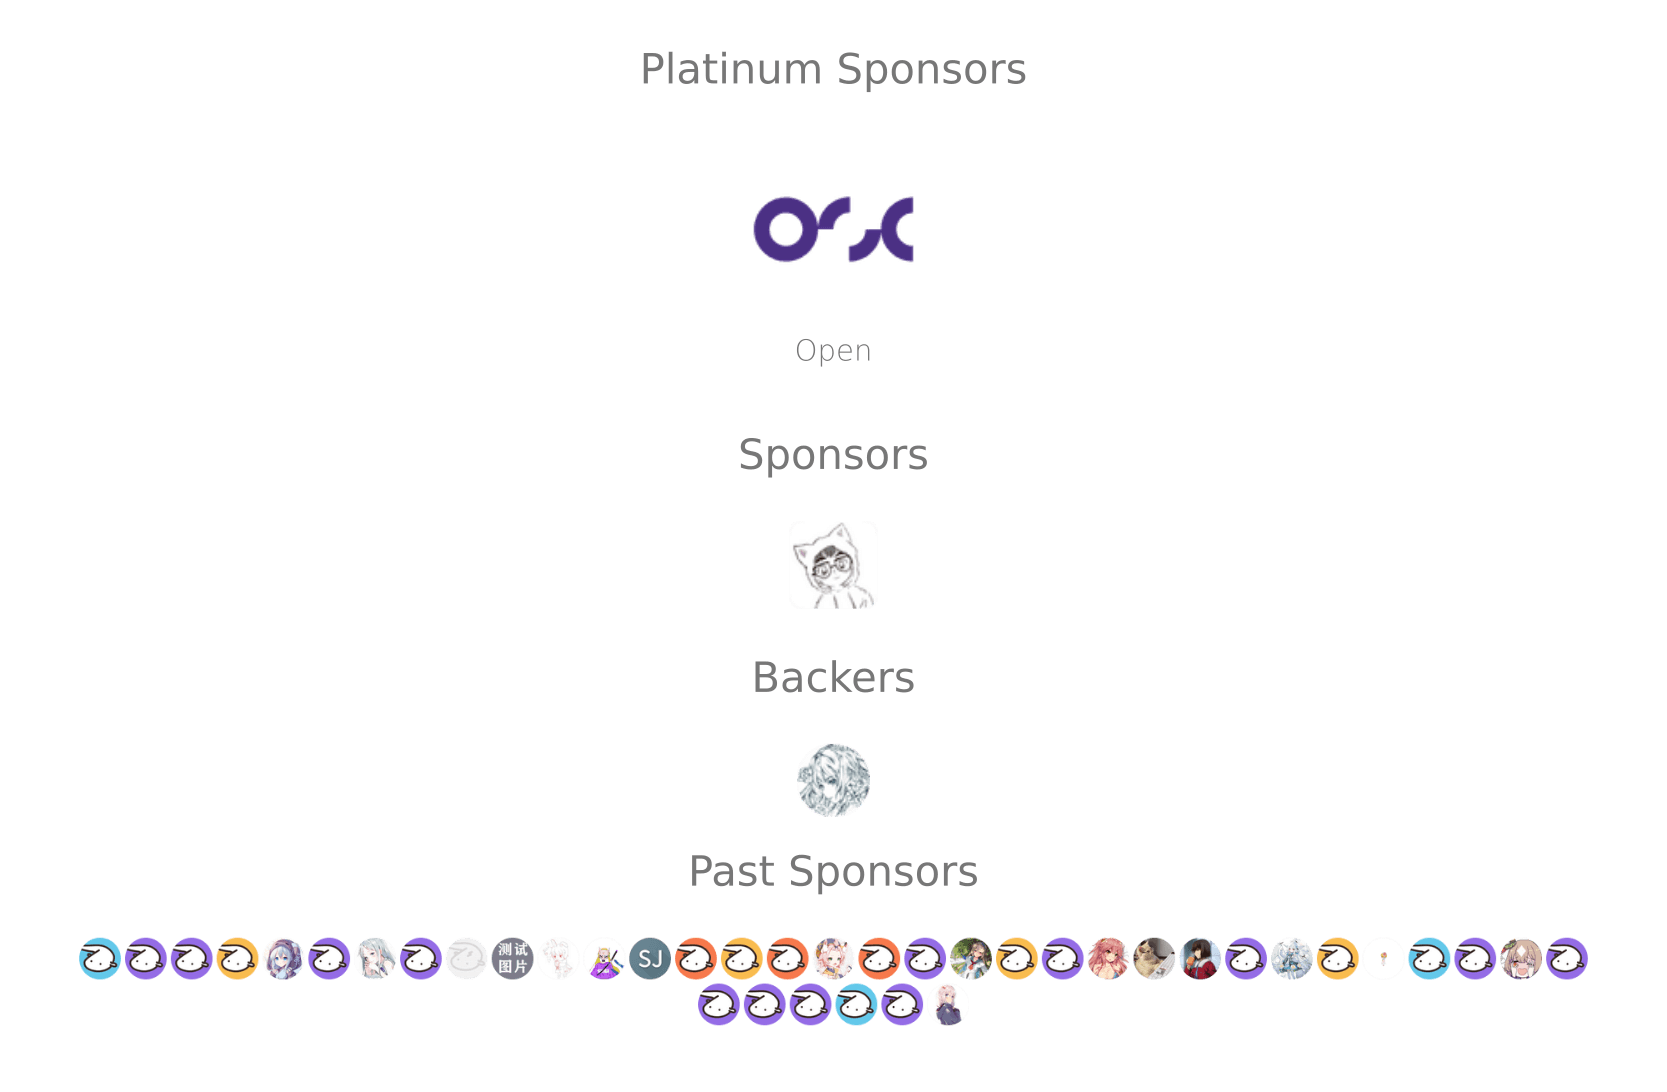 Platinum Sponsors
Open
Sponsors
Backers
Past Sponsors
测试
图片
SJ